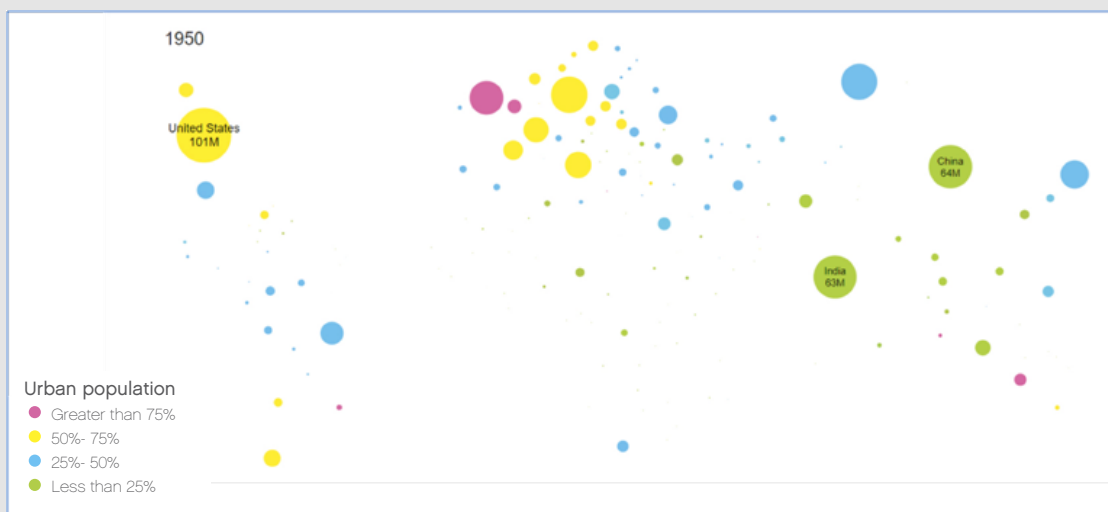 1950
United States
101M
China
64M
India
63M
Urban population
Greater than 75%
50%- 75%
25%- 50%
Less than 25%